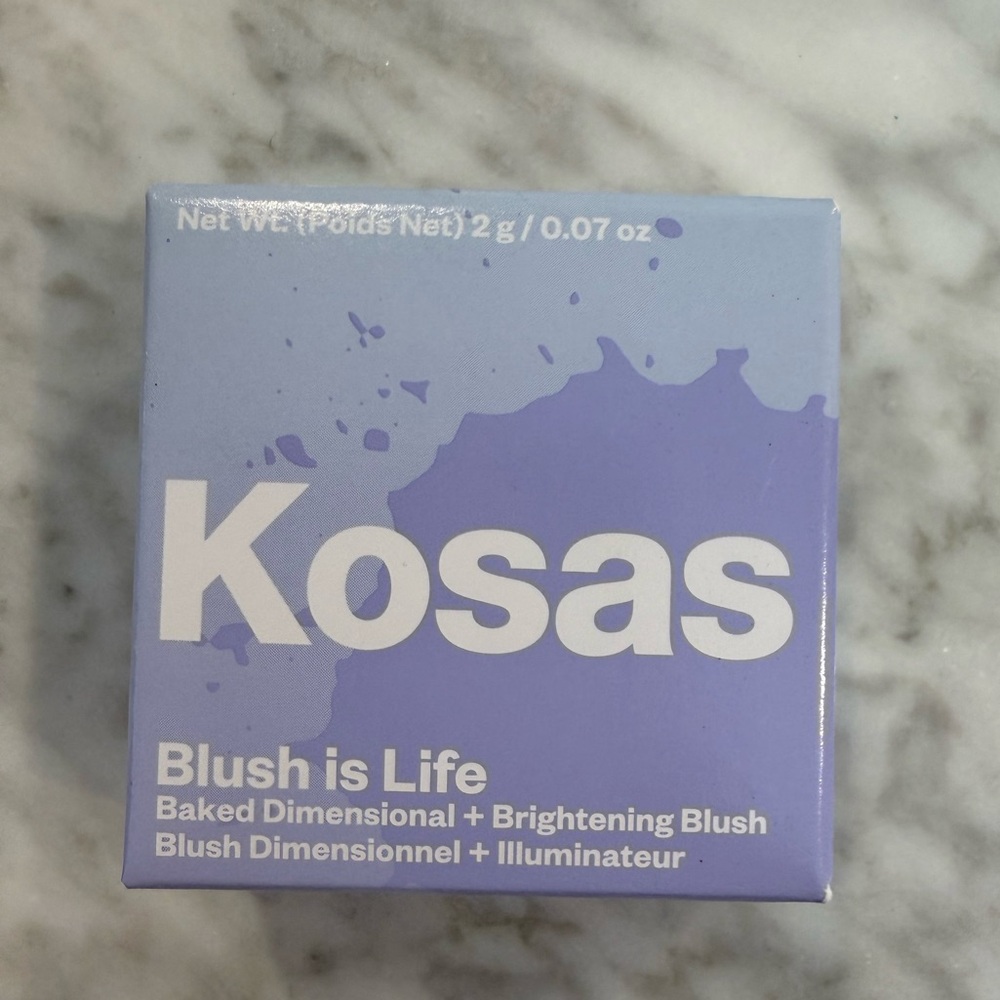 Net Wt. (Poids Net) 2 g / 0.07 oz
Kosas
Blush is Life
Baked Dimensional + Brightening Blush
Blush Dimensionnel + Illuminateur